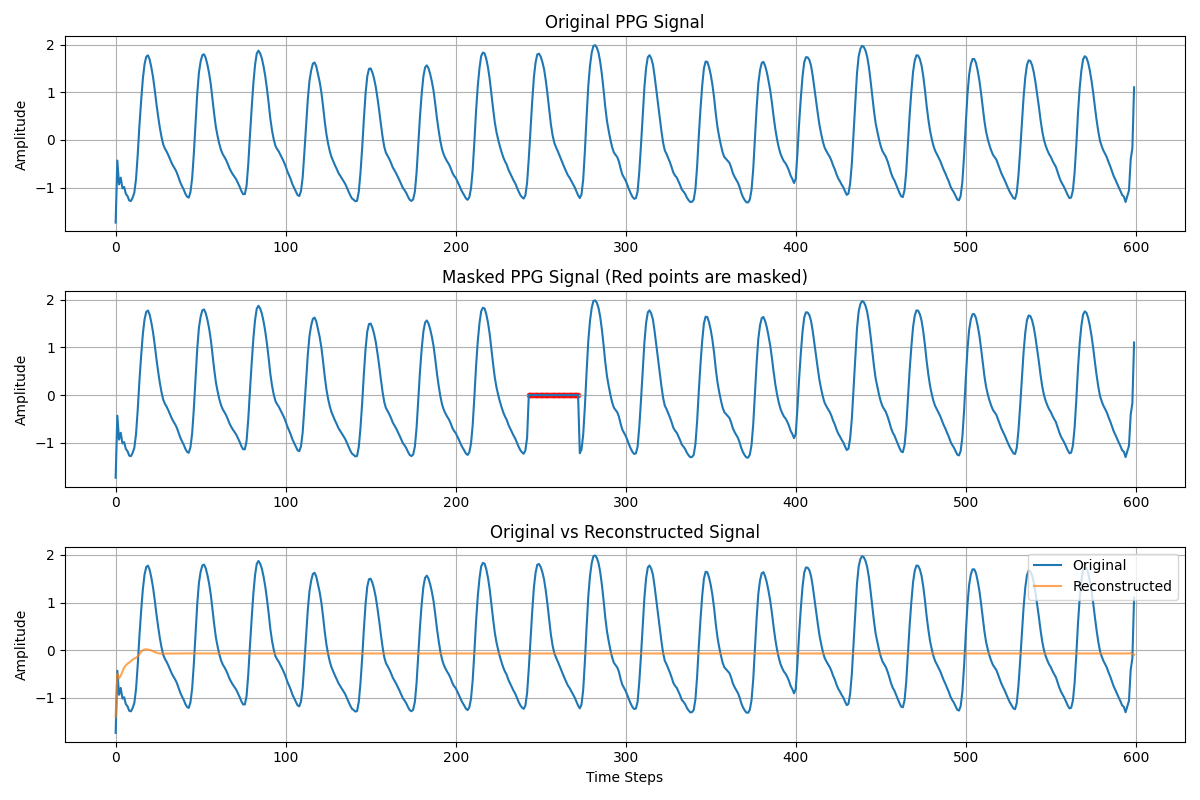 Original PPG Signal
Amplitude
2
1
0
−1
0 100 200 300 400 500 600
Masked PPG Signal (Red points are masked)
Amplitude
2
1
0
−1
0 100 200 300 400 500 600
Original vs Reconstructed Signal
Original
Reconstructed
Amplitude
2
1
0
−1
0 100 200 300 400 500 600
Time Steps